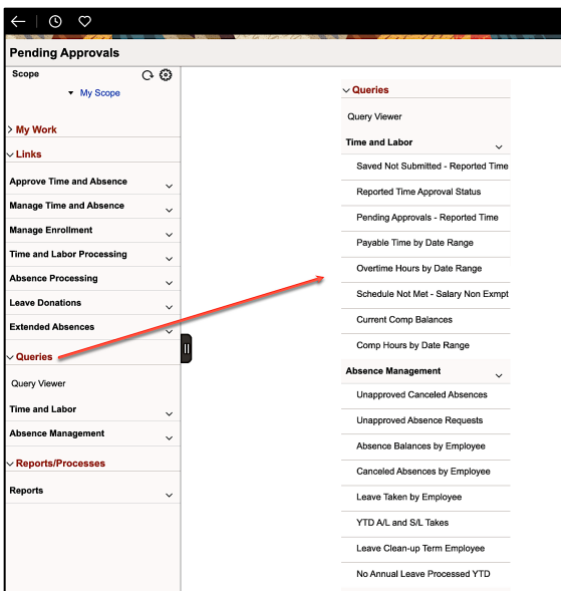 Pending Approvals
Scope
My Scope
My Work
Links
Approve Time and Absence
Manage Time and Absence
Manage Enrollment
Time and Labor Processing
Absence Processing
Leave Donations
Extended Absences
Queries
Query Viewer
Time and Labor
Absence Management
Reports/Processes
Reports
Queries
Query Viewer
Time and Labor
Saved Not Submitted - Reported Time
Reported Time Approval Status
Pending Approvals - Reported Time
Payable Time by Date Range
Overtime Hours by Date Range
Schedule Not Met - Salary Non Exmpt
Current Comp Balances
Comp Hours by Date Range
Absence Management
Unapproved Canceled Absences
Unapproved Absence Requests
Absence Balances by Employee
Canceled Absences by Employee
Leave Taken by Employee
YTD A/L and S/L Takes
Leave Clean-up Term Employee
No Annual Leave Processed YTD